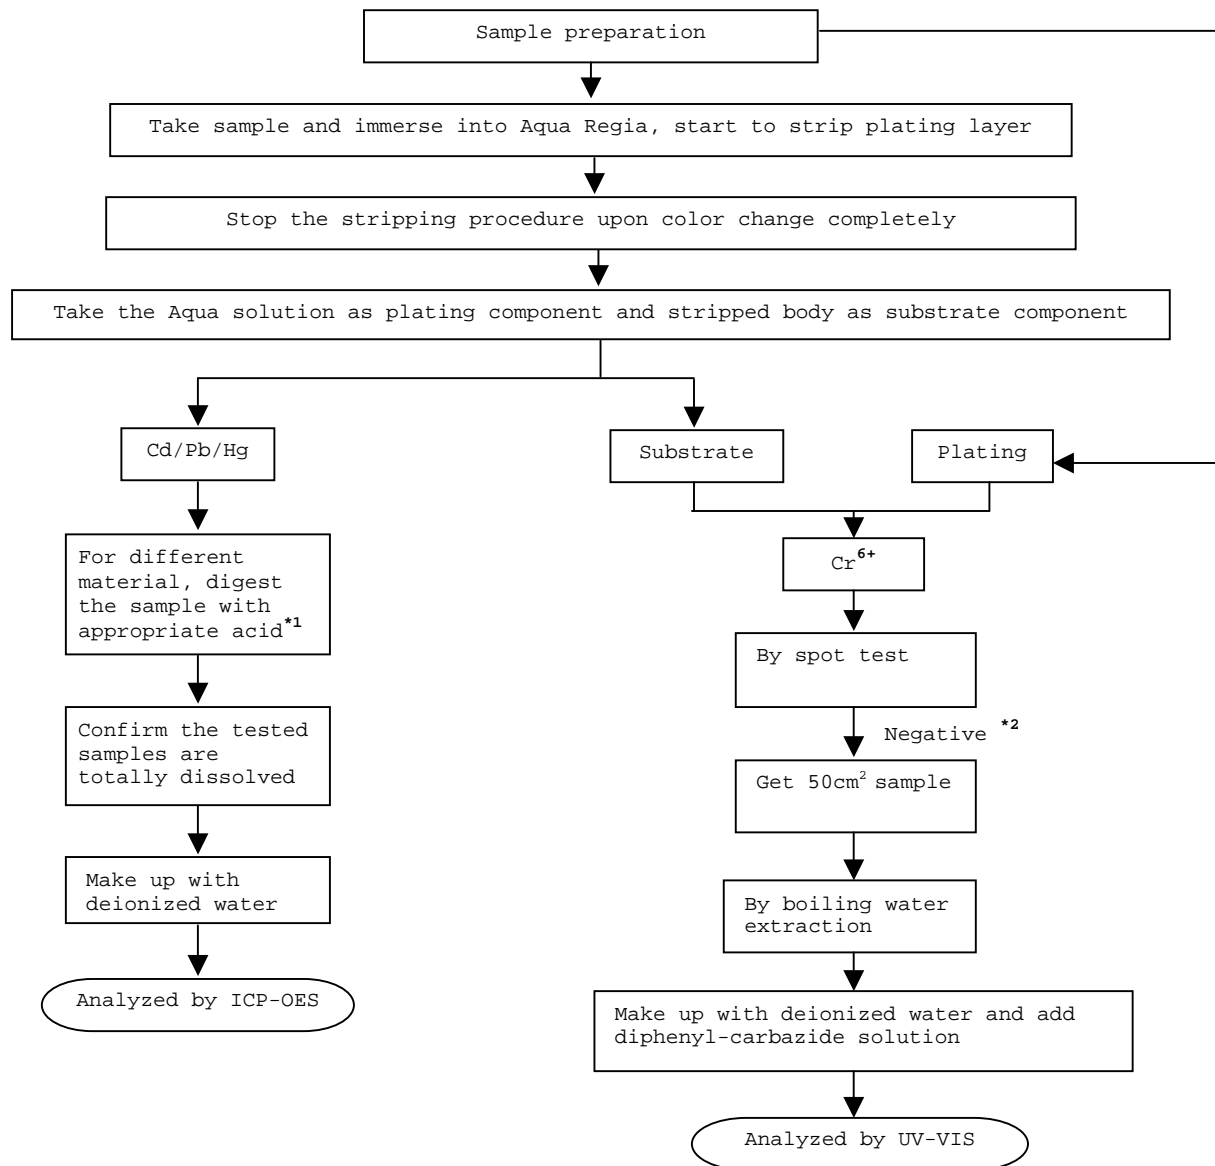 Sample preparation
Take sample and immerse into Aqua Regia, start to strip plating layer
Stop the stripping procedure upon color change completely
Take the Aqua solution as plating component and stripped body as substrate component
Cd/Pb/Hg
Substrate
Plating
For different
material, digest
the sample with
appropriate acid*1
Cr6+
By spot test
Confirm the tested
samples are
totally dissolved
Negative *2
Get 50cm2 sample
Make up with
deionized water
By boiling water
extraction
Analyzed by ICP-OES
Make up with deionized water and add
diphenyl-carbazide solution
Analyzed by UV-VIS